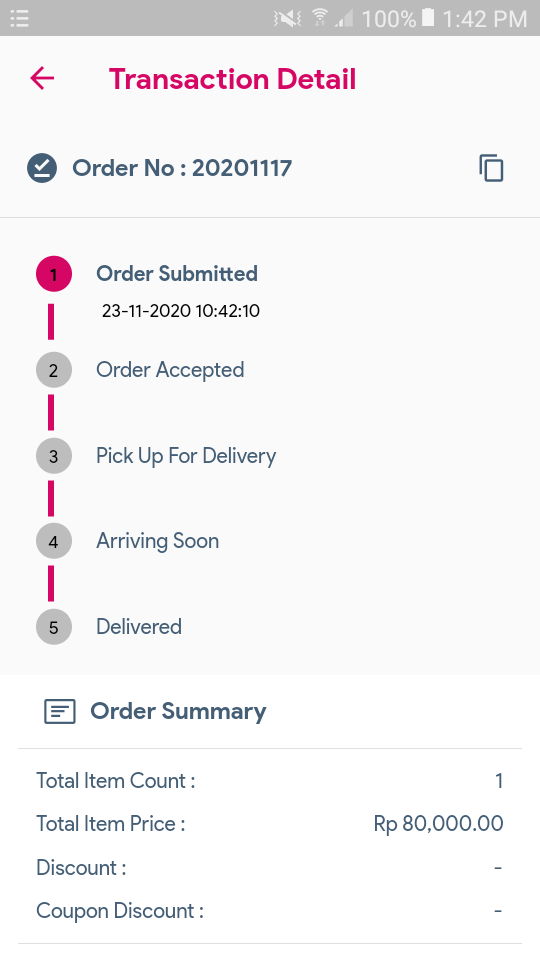 100% 1:42 PM
Transaction Detail
Order No : 20201117
1 Order Submitted
23-11-2020 10:42:10
2 Order Accepted
3 Pick Up For Delivery
4 Arriving Soon
5 Delivered
Order Summary
Total Item Count : 1
Total Item Price : Rp 80,000.00
Discount : -
Coupon Discount : -